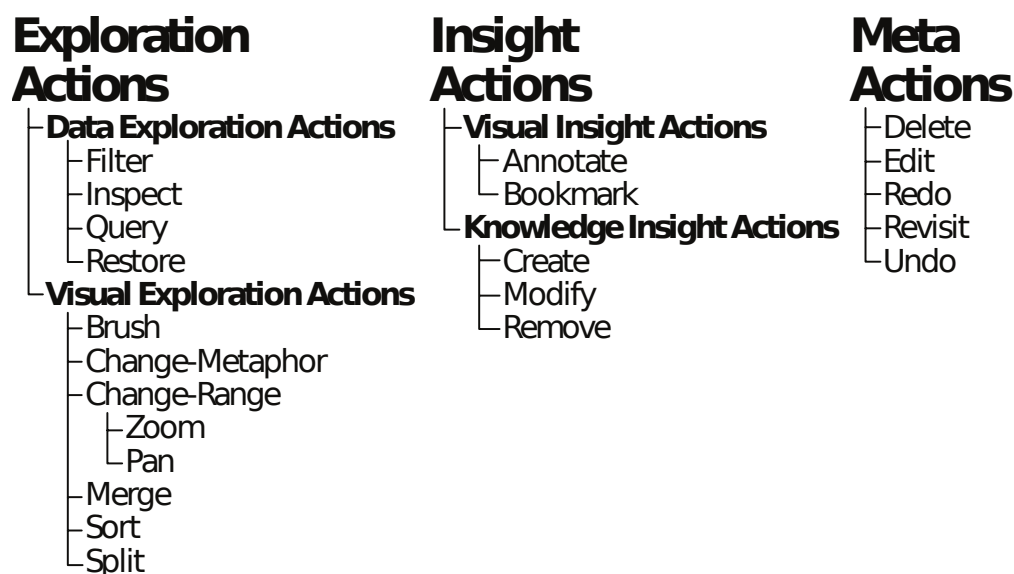 Exploration
Actions
Data Exploration Actions
Filter
Inspect
Query
Restore
Visual Exploration Actions
Brush
Change-Metaphor
Change-Range
Zoom
Pan
Merge
Sort
Split
Insight
Actions
Visual Insight Actions
Annotate
Bookmark
Knowledge Insight Actions
Create
Modify
Remove
Meta
Actions
Delete
Edit
Redo
Revisit
Undo